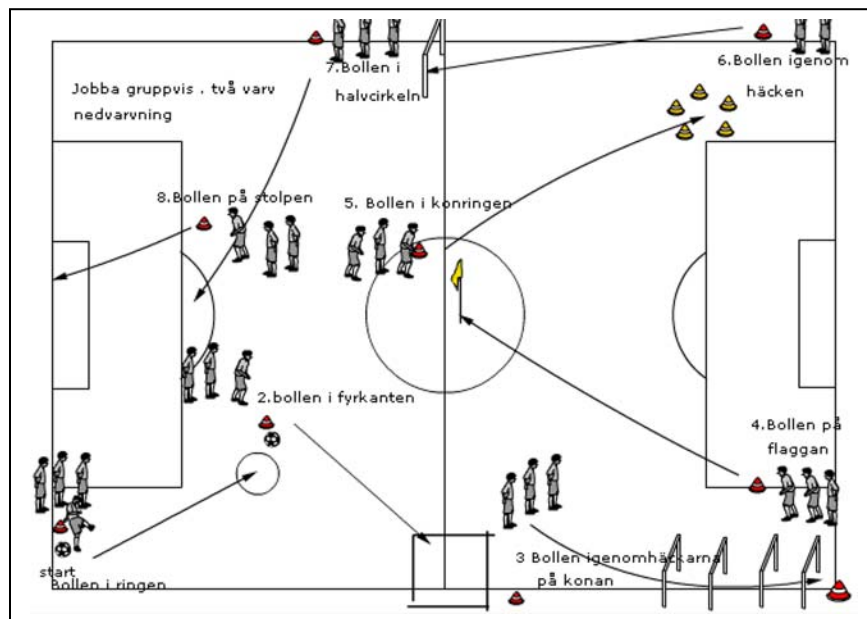 Jobba gruppvis . två varv
nedvarvning
7.Bollen i
halvcirkeln
6.Bollen igenom
häcken
8.Bollen på stolpen
5. Bollen i konringen
2.bollen i fyrkanten
4.Bollen på
flaggan
3 Bollen igenomhäckarna
på konan
start
Bollen i ringen